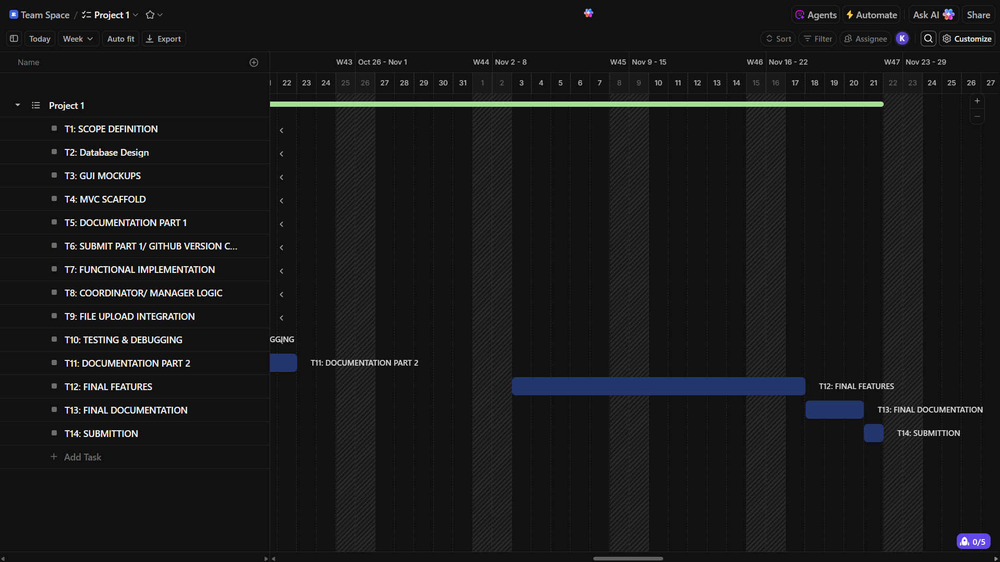 Team Space / Project 1
Agents Automate Ask AI Share
Today Week Auto fit Export
Sort Filter Assignee K Customize
Name
W43 Oct 26 - Nov 1 W44 Nov 2 - 8 W45 Nov 9 - 15 W46 Nov 16 - 22 W47 Nov 23 - 29
22 23 24 25 26 27 28 29 30 31 1 2 3 4 5 6 7 8 9 10 11 12 13 14 15 16 17 18 19 20 21 22 23 24 25 26 27
Project 1
T1: SCOPE DEFINITION
T2: Database Design
T3: GUI MOCKUPS
T4: MVC SCAFFOLD
T5: DOCUMENTATION PART 1
T6: SUBMIT PART 1/ GITHUB VERSION C...
T7: FUNCTIONAL IMPLEMENTATION
T8: COORDINATOR/ MANAGER LOGIC
T9: FILE UPLOAD INTEGRATION
T10: TESTING & DEBUGGING GGING
T11: DOCUMENTATION PART 2 T11: DOCUMENTATION PART 2
T12: FINAL FEATURES T12: FINAL FEATURES
T13: FINAL DOCUMENTATION T13: FINAL DOCUMENTATION
T14: SUBMITTION T14: SUBMITTION
+ Add Task
0/5